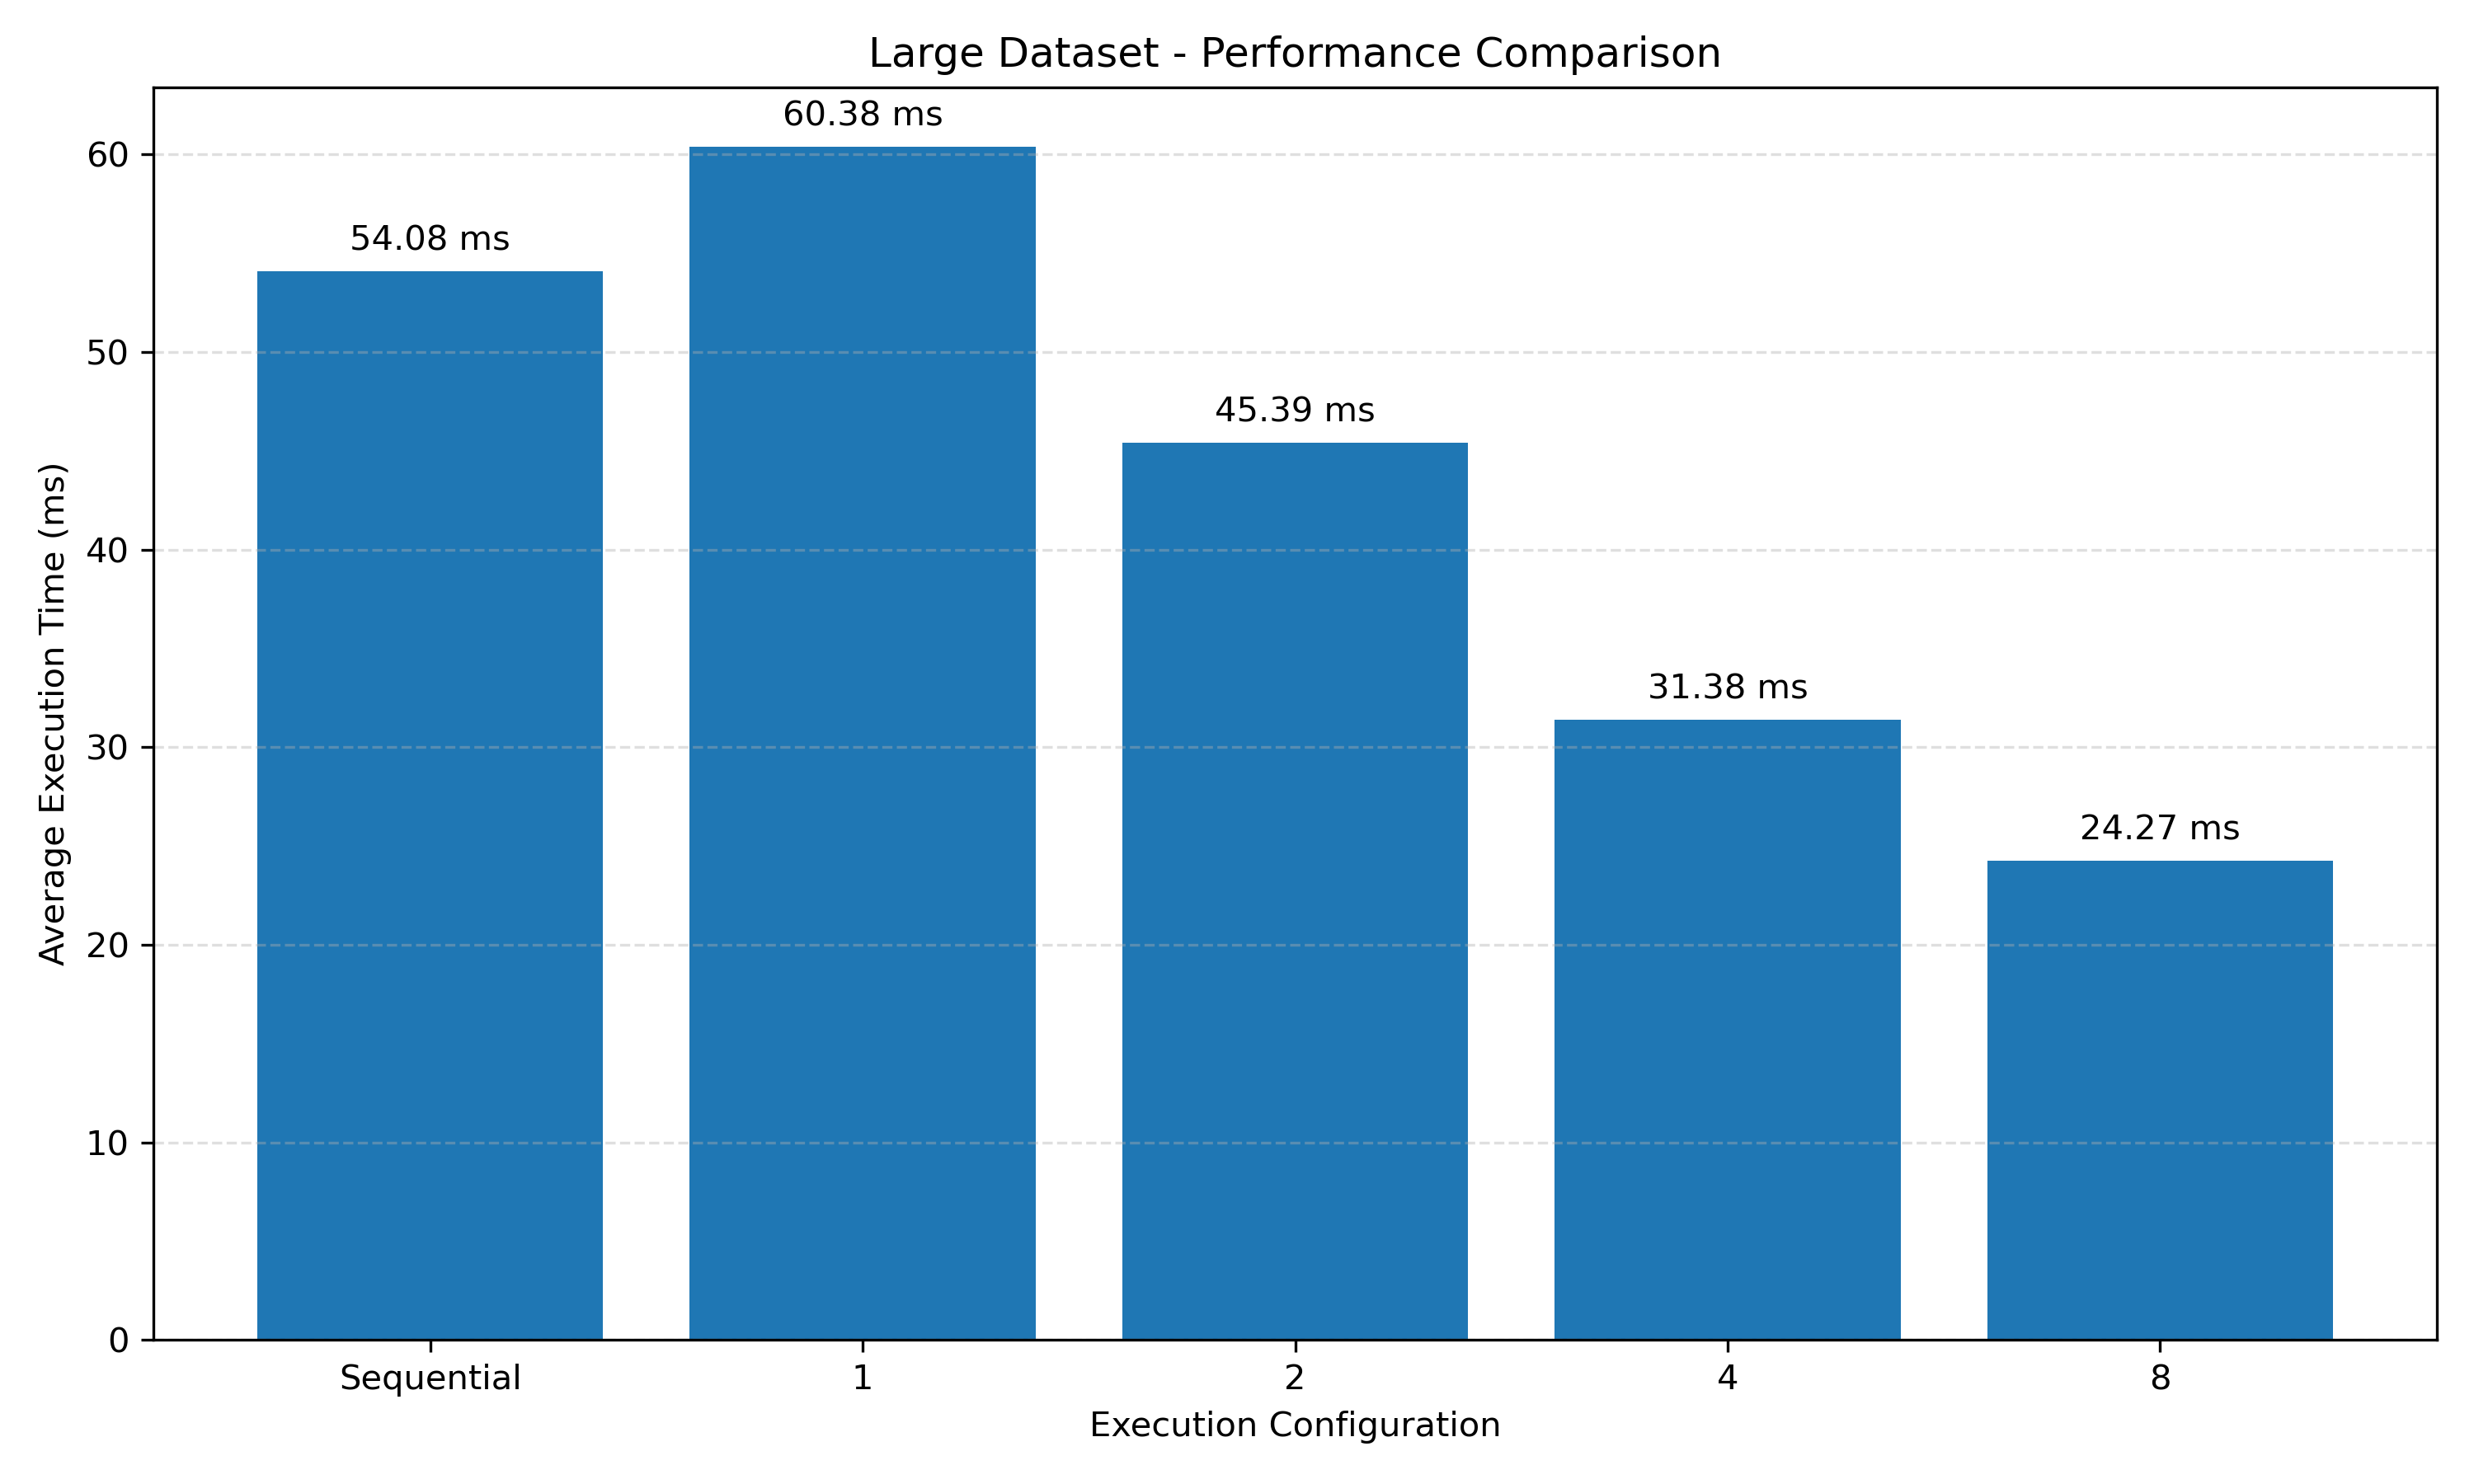 Large Dataset - Performance Comparison
60.38 ms
54.08 ms
45.39 ms
31.38 ms
24.27 ms
Average Execution Time (ms)
60
50
40
30
20
10
0
Sequential 1 2 4 8
Execution Configuration